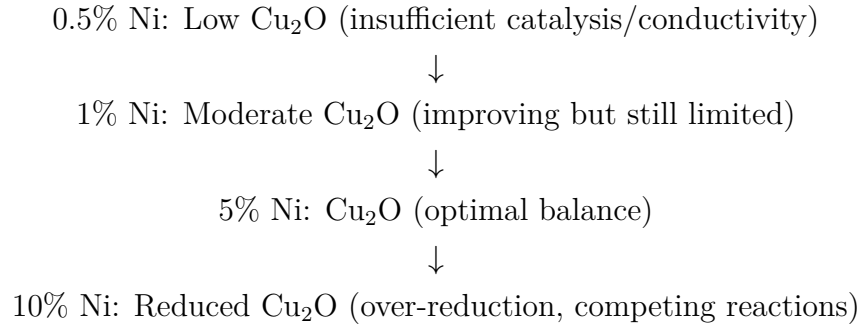 0.5% Ni: Low Cu₂O (insufficient catalysis/conductivity)
↓
1% Ni: Moderate Cu₂O (improving but still limited)
↓
5% Ni: Cu₂O (optimal balance)
↓
10% Ni: Reduced Cu₂O (over-reduction, competing reactions)